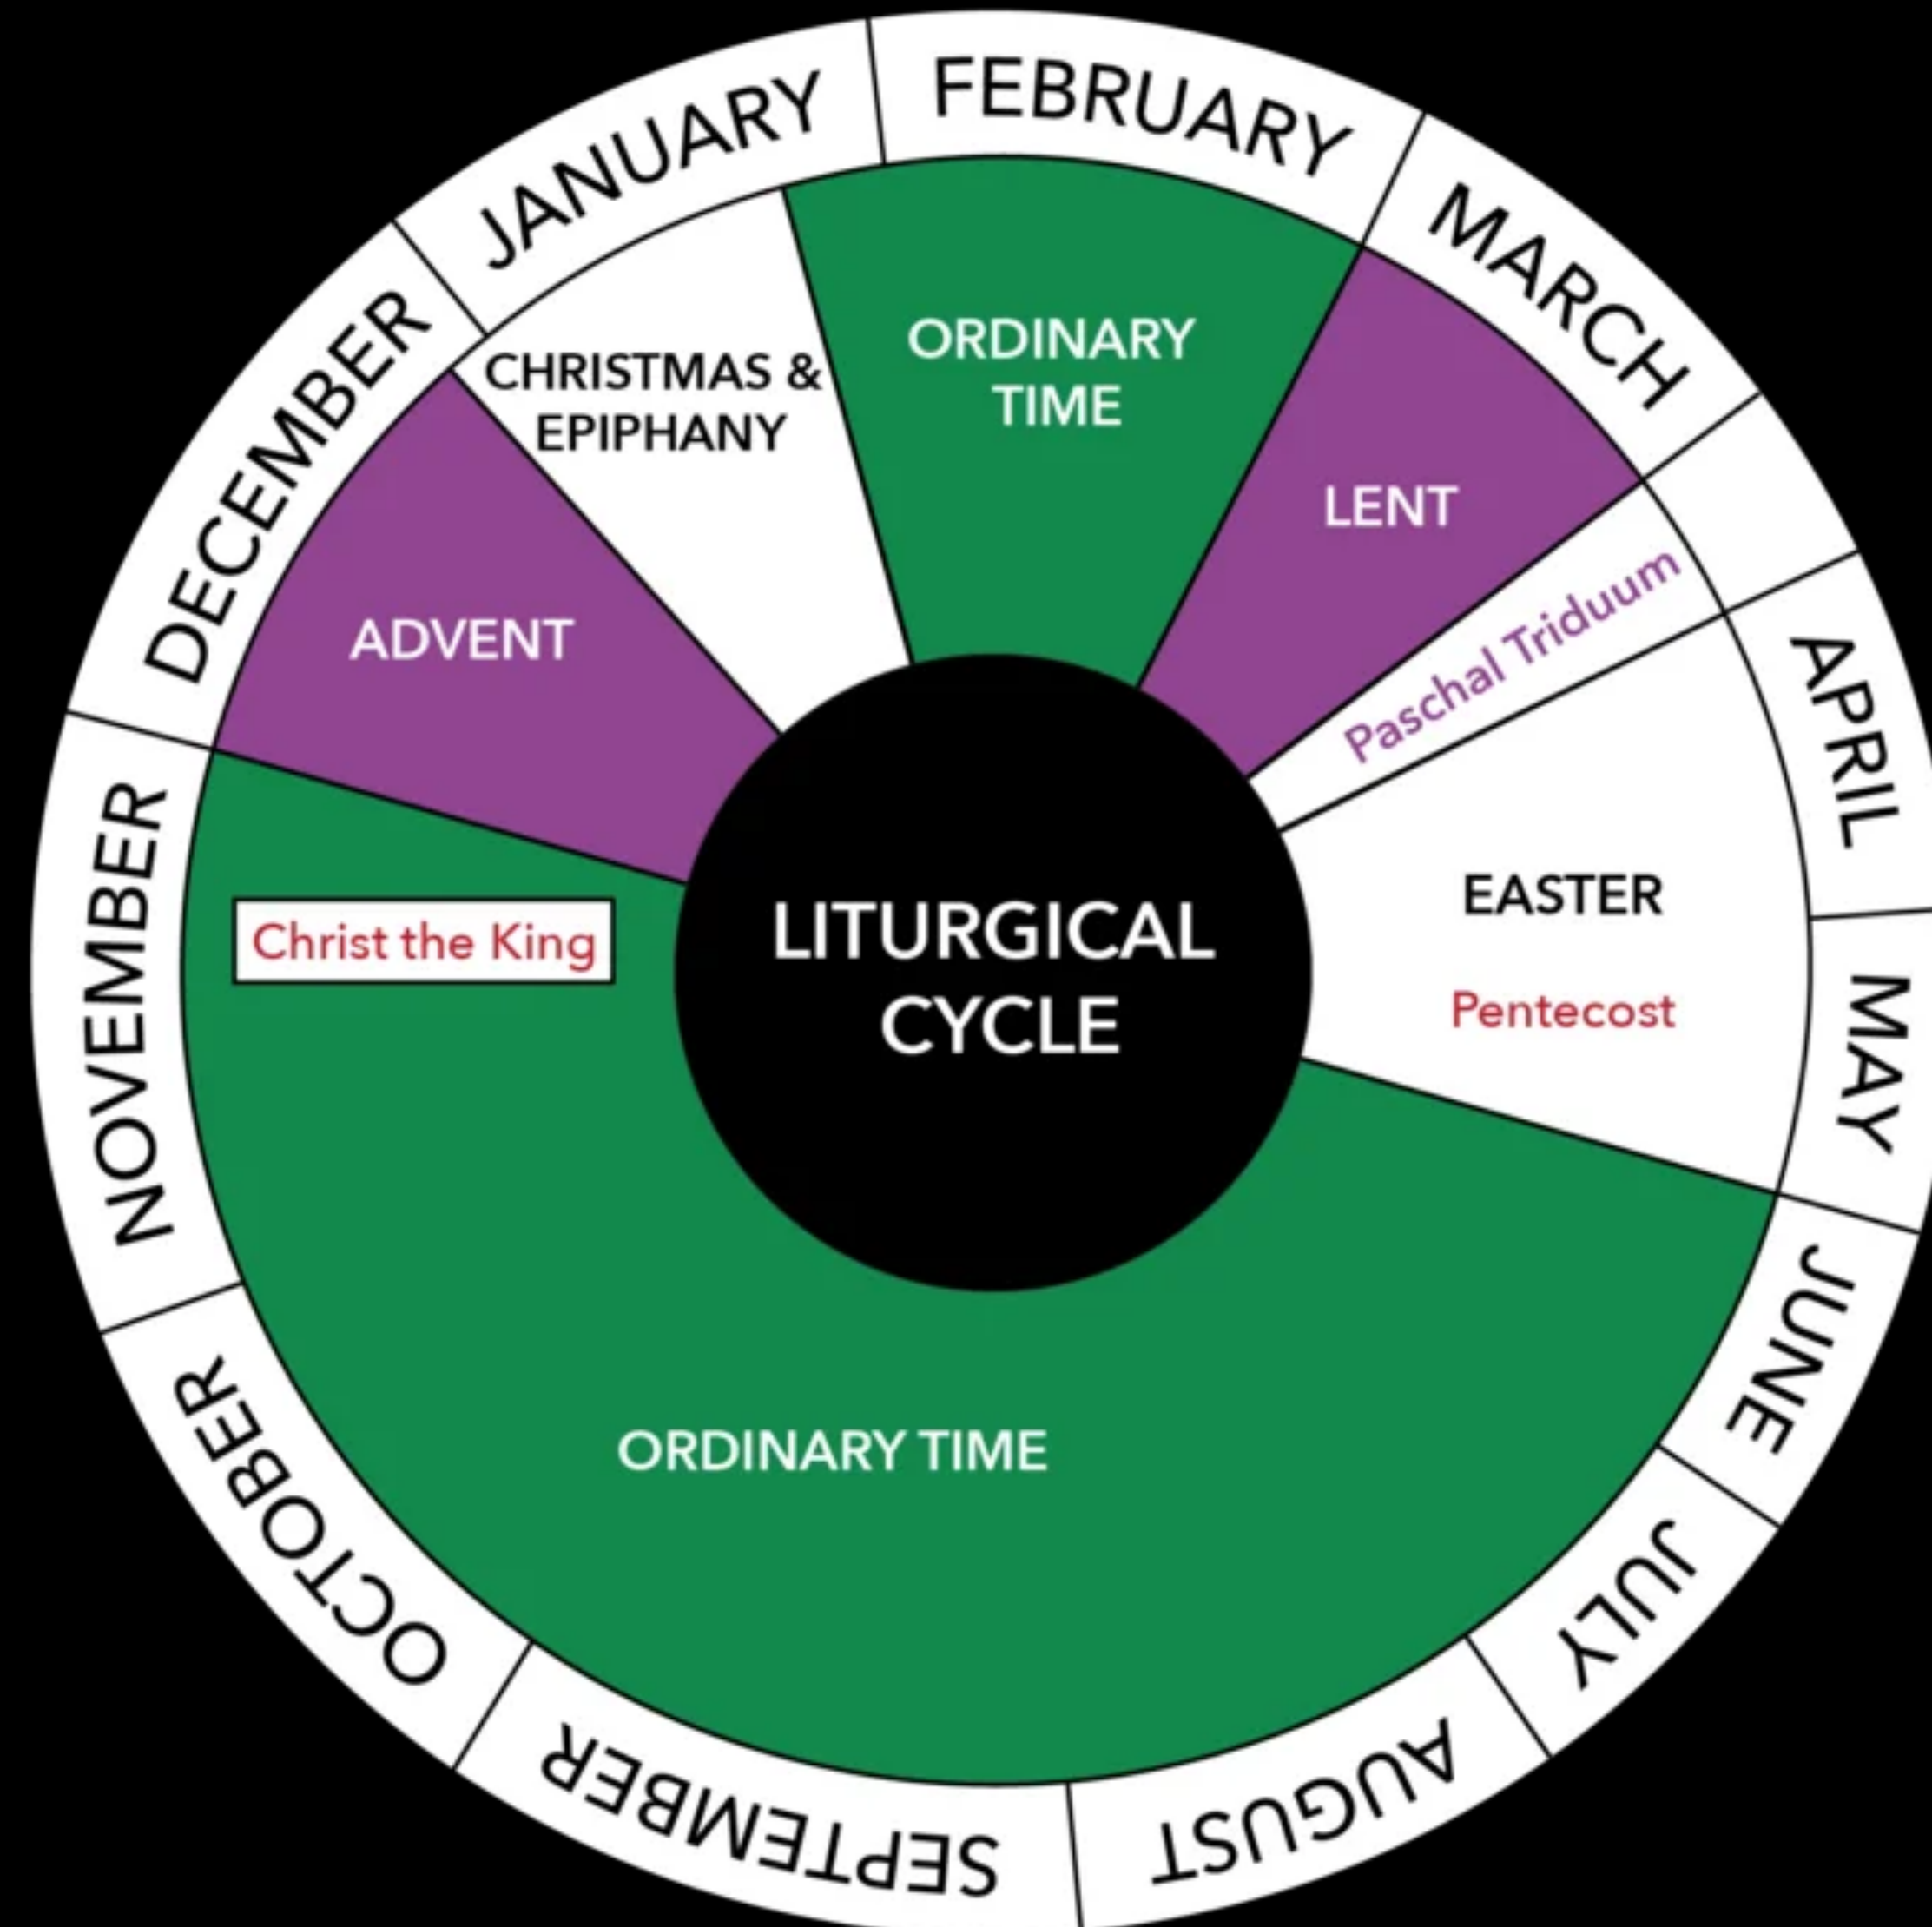 JANUARY
FEBRUARY
MARCH
APRIL
MAY
JUNE
JULY
AUGUST
SEPTEMBER
OCTOBER
NOVEMBER
DECEMBER
CHRISTMAS &
EPIPHANY
ORDINARY
TIME
LENT
Paschal Triduum
EASTER
Pentecost
ORDINARY TIME
Christ the King
ADVENT
LITURGICAL
CYCLE